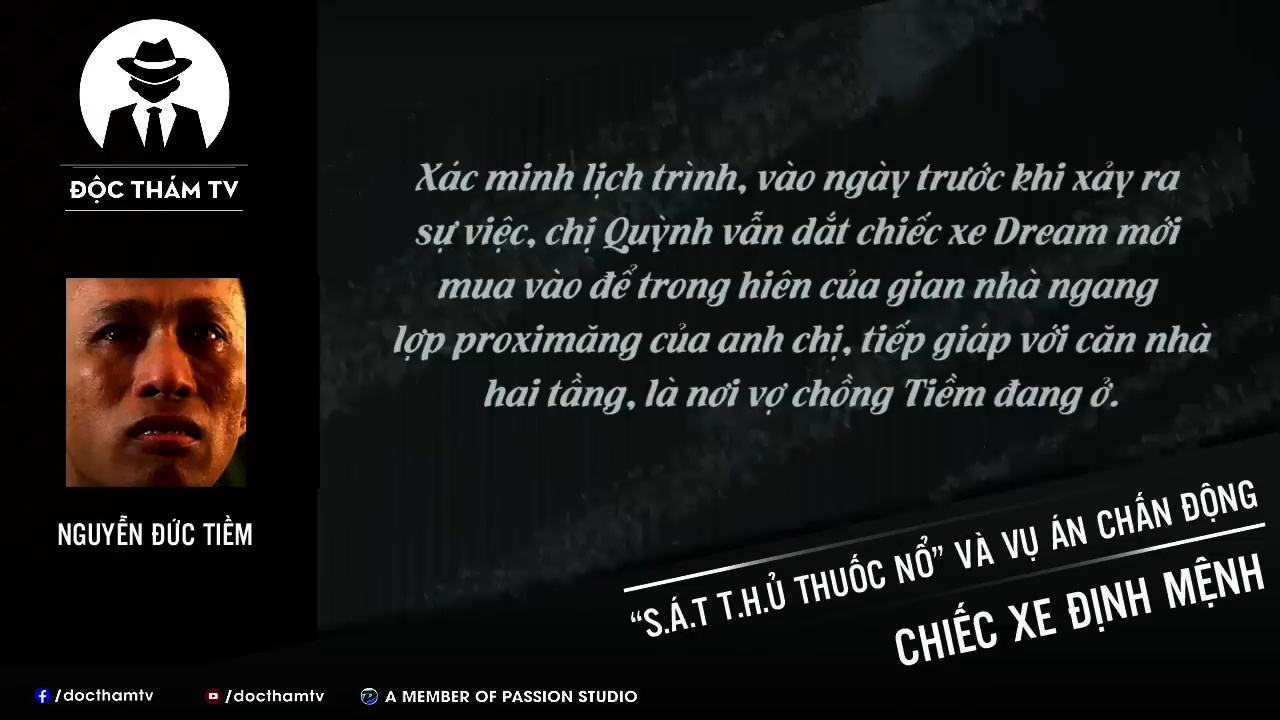 ĐỘC THÁM TV
NGUYỄN ĐỨC TIỀM
Xác minh lịch trình, vào ngày trước khi xảy ra
sự việc, chị Quỳnh vẫn dắt chiếc xe Dream mới
mua vào để trong hiên của gian nhà ngang
lợp proximăng của anh chị, tiếp giáp với căn nhà
hai tầng, là nơi vợ chồng Tiềm đang ở.
“S.Á.T T.H.Ủ THUỐC NỔ” VÀ VỤ ÁN CHẤN ĐỘNG
CHIẾC XE ĐỊNH MỆNH
/docthamtv
/docthamtv
A MEMBER OF PASSION STUDIO